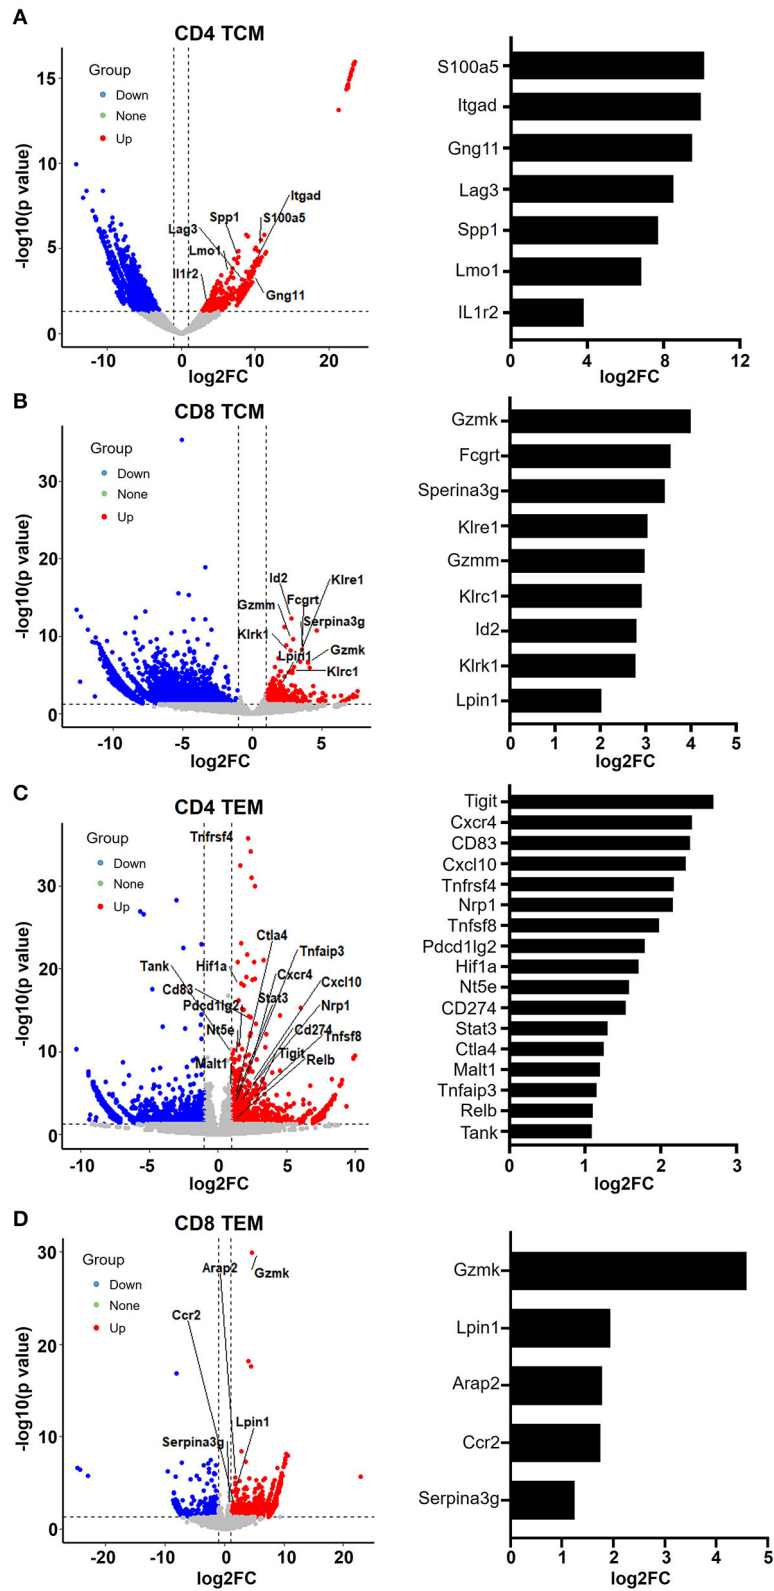 A
CD4 TCM
Group
Down
None
Up
Itgad
Spp1
S100a5
Lag3
Lmo1
Il1r2
Gng11
15
10
5
0
-log10(p value)
-10
0
10
20
log2FC
S100a5
Itgad
Gng11
Lag3
Spp1
Lmo1
IL1r2
0
4
8
12
log2FC
B
CD8 TCM
Group
Down
None
Up
Id2
Klre1
Gzmm
Fcgrt
Serpina3g
Klrk1
Lpin1
Gzmk
Klrc1
30
20
10
0
-log10(p value)
-10
-5
0
5
log2FC
Gzmk
Fcgrt
Sperina3g
Klre1
Gzmm
Klrc1
Id2
Klrk1
Lpin1
0
1
2
3
4
5
log2FC
C
CD4 TEM
Group
Down
None
Up
Tnfrsf4
Ctla4
Tnfaip3
Tank
Hif1a
Cxcr4
Cd83
Cxcl10
Pdcd1lg2
Stat3
Nrp1
Nt5e
Cd274
Tnfsf8
Malt1
Tigit
Relb
30
20
10
0
-log10(p value)
-10
-5
0
5
10
log2FC
Tigit
Cxcr4
CD83
Cxcl10
Tnfrsf4
Nrp1
Tnfsf8
Pdcd1lg2
Hif1a
Nt5e
CD274
Stat3
Ctla4
Malt1
Tnfaip3
Relb
Tank
0
1
2
3
log2FC
D
CD8 TEM
Group
Down
None
Up
Arap2
Gzmk
Ccr2
Lpin1
Serpina3g
30
20
10
0
-log10(p value)
-20
-10
0
10
20
log2FC
Gzmk
Lpin1
Arap2
Ccr2
Serpina3g
0
1
2
3
4
5
log2FC